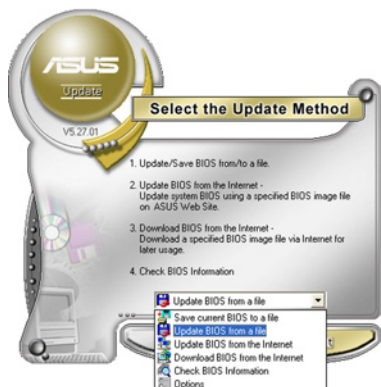 ASUS
Update
V5.27.01
Select the Update Method
1. Update/Save BIOS from/to a file.
2. Update BIOS from the Internet -
Update system BIOS using a specified BIOS image file
on ASUS Web Site.
3. Download BIOS from the Internet -
Download a specified BIOS image file via Internet for
later usage.
4. Check BIOS Information
Update BIOS from a file
Save current BIOS to a file
Update BIOS from a file
Update BIOS from the Internet
Download BIOS from the Internet
Check BIOS Information
Options